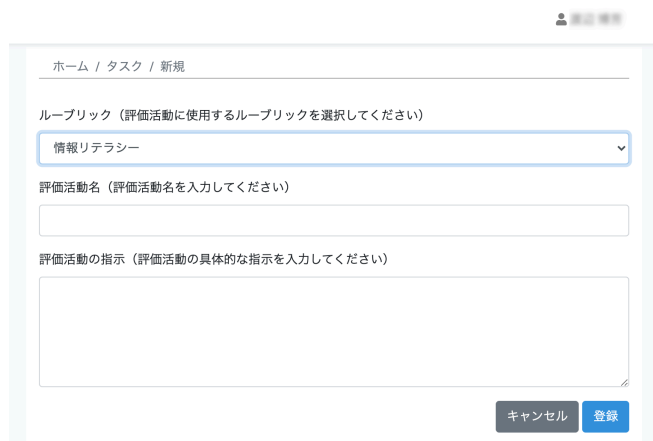 ホーム / タスク / 新規
ルーブリック（評価活動に使用するルーブリックを選択してください）
情報リテラシー
評価活動名（評価活動名を入力してください）
評価活動の指示（評価活動の具体的な指示を入力してください）
キャンセル 登録